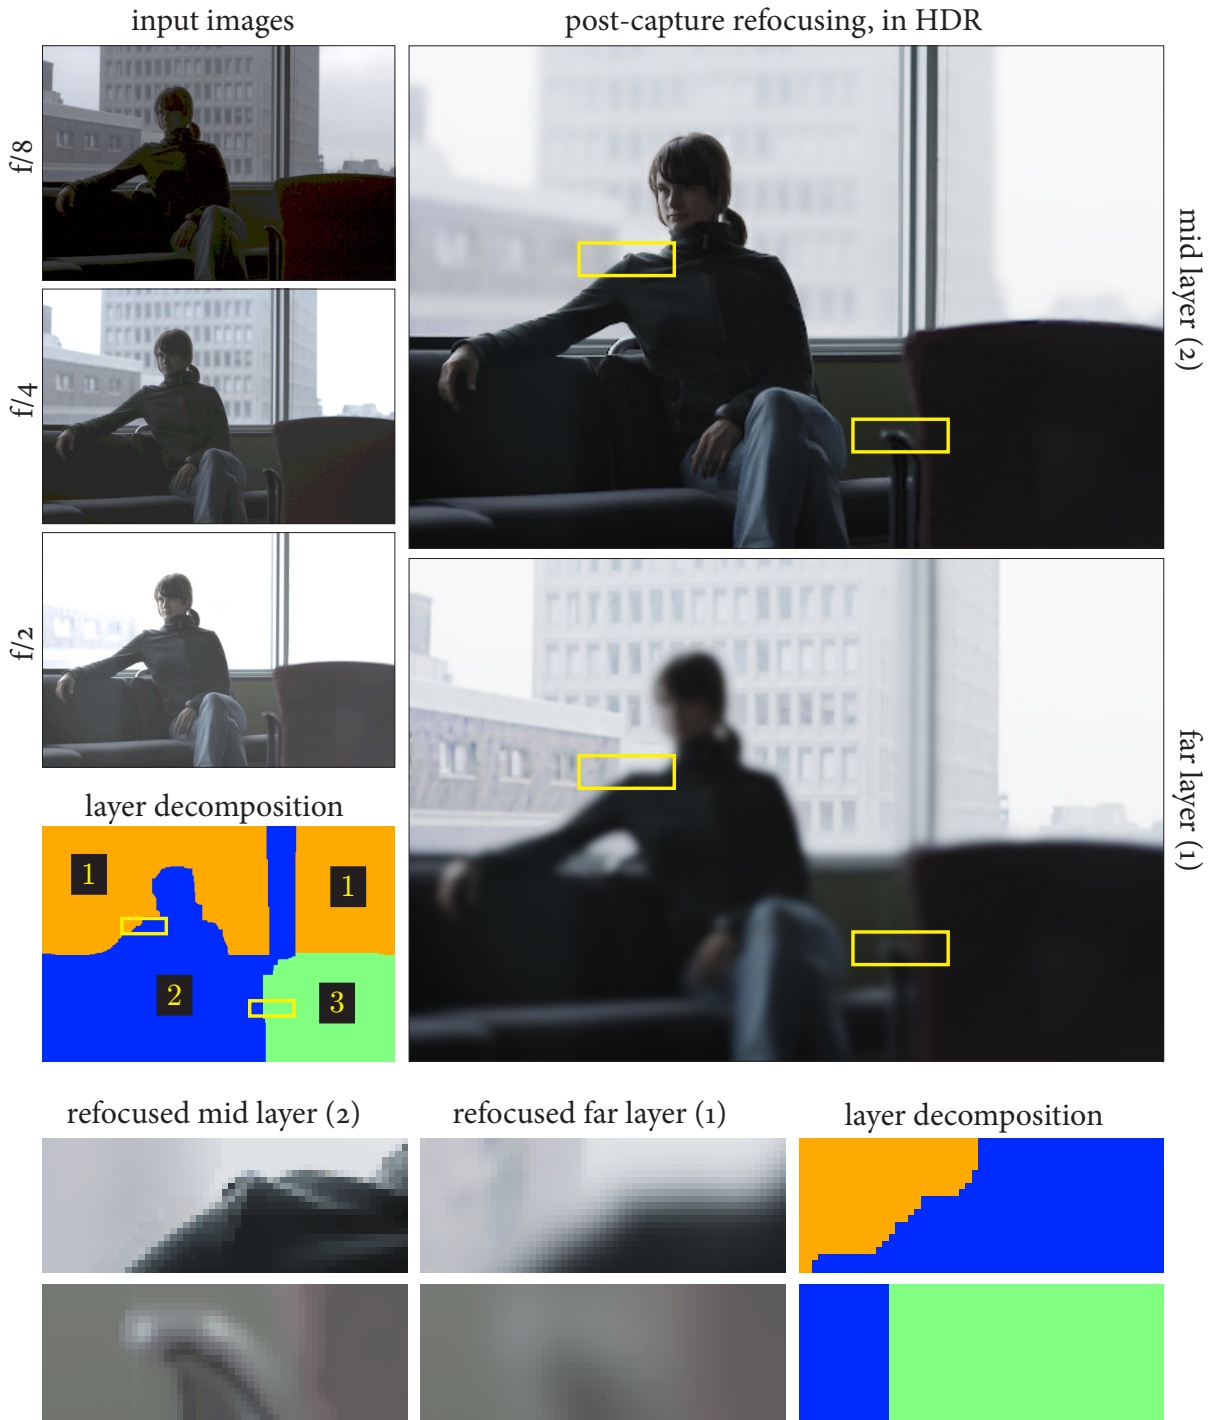 input images
post-capture refocusing, in HDR
f/8
f/4
f/2
mid layer (2)
far layer (1)
layer decomposition
1
1
2
3
refocused mid layer (2)
refocused far layer (1)
layer decomposition